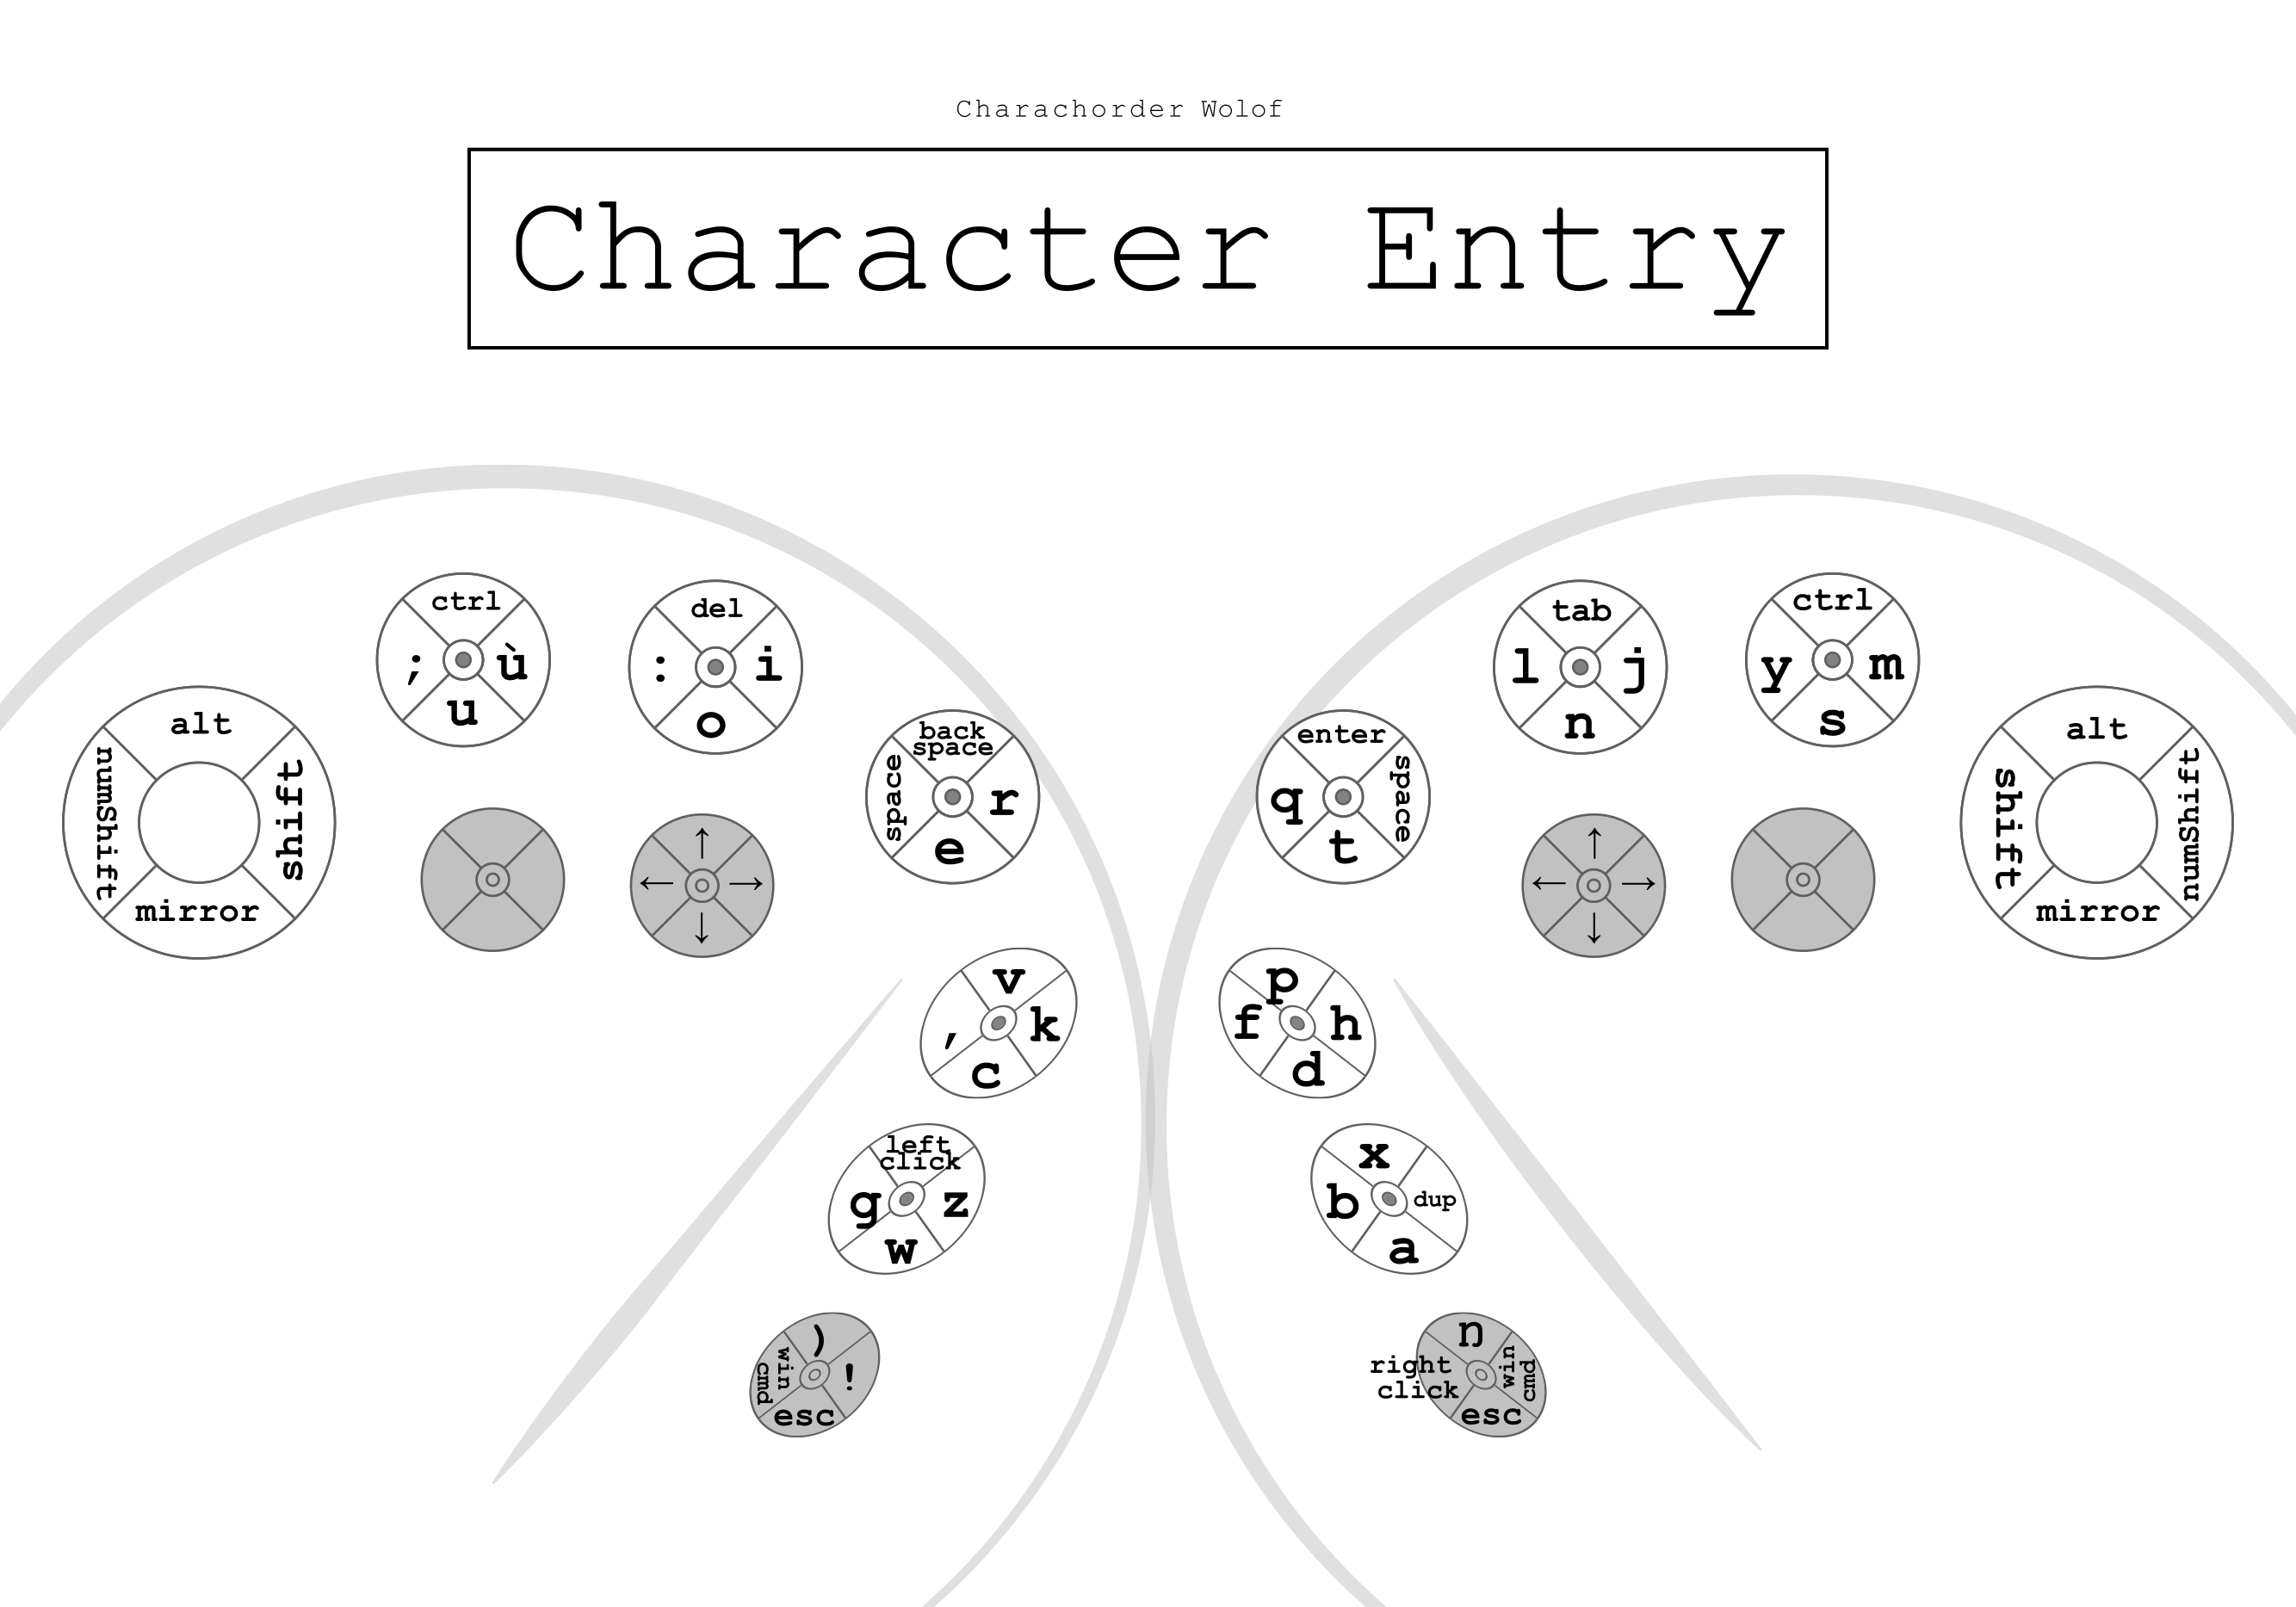 Charachorder Wolof
Character Entry
ctrl
; ù
u
del
: i
o
tab
l j
n
ctrl
y m
s
alt
numShift shift
mirror
back
space
space r
e
enter
q space
t
alt
shift numShift
mirror
↑
← →
↓
↑
← →
↓
v
, k
c
p
f h
d
left
click
g z
w
x
b dup
a
)
win
cmd !
esc
ŋ
right
click
win
cmd
esc